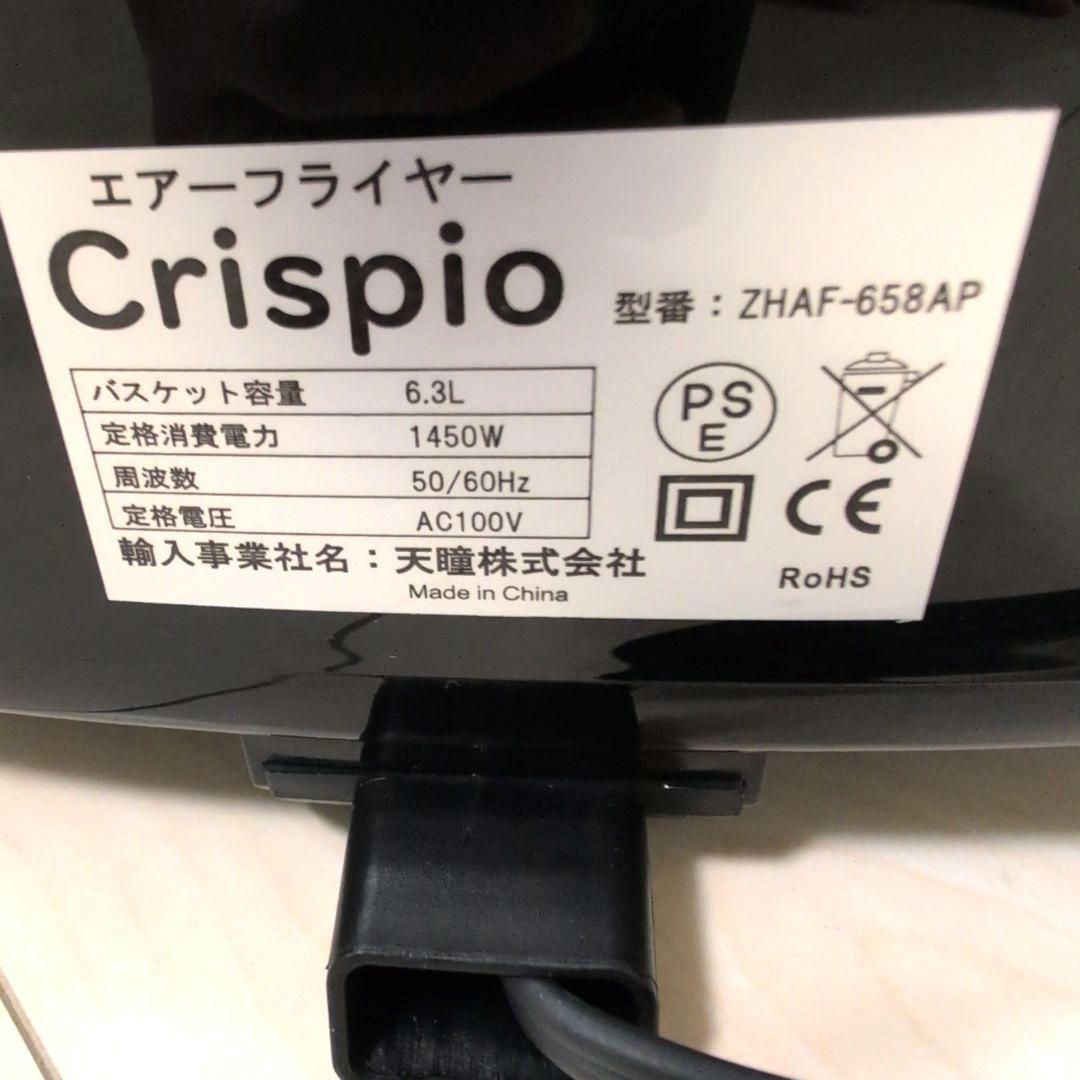 エアーフライヤー
Crispio
型番：ZHAF-658AP
バスケット容量 6.3L
定格消費電力 1450W
周波数 50/60Hz
定格電圧 AC100V
PS
E
CE
RoHS
輸入事業社名：天瞳株式会社
Made in China